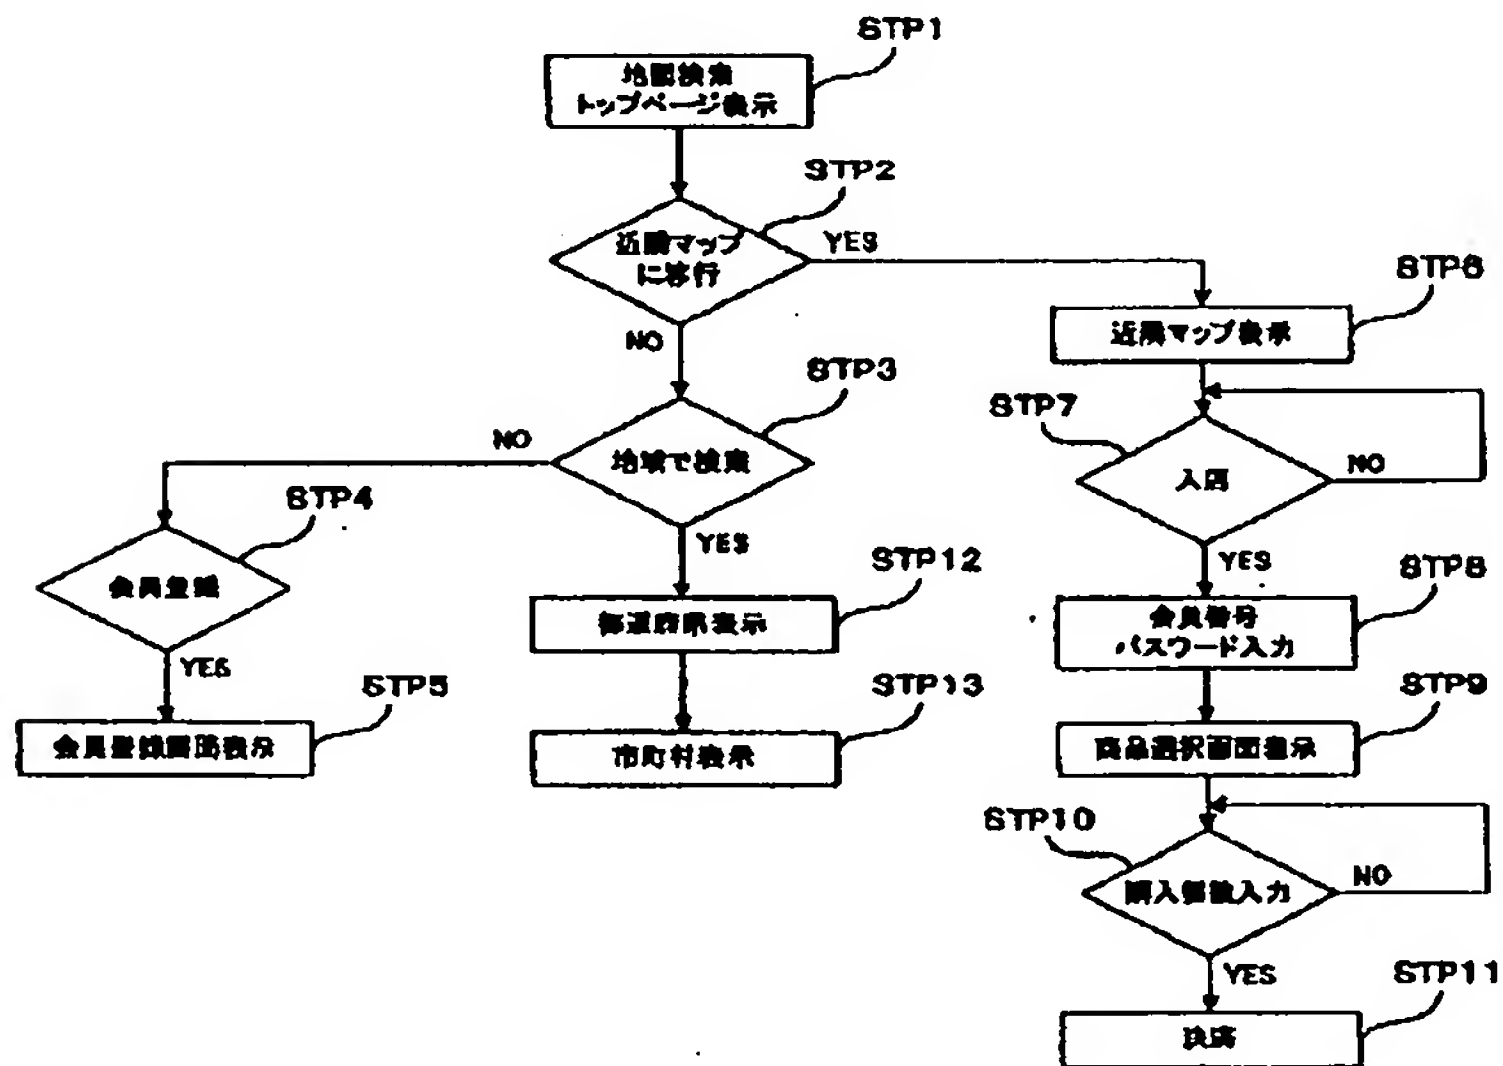 STP1
地図検索
トップページ表示
STP2
近隣マップ
に移行
YES
NO
STP6
近隣マップ表示
STP3
地域で検索
NO
YES
STP7
入店
NO
YES
STP4
会員登録
YES
STP12
都道府県表示
STP8
会員番号
パスワード入力
STP5
会員登録画面表示
STP13
市町村表示
STP9
商品選択画面表示
STP10
購入個数入力
NO
YES
STP11
決済